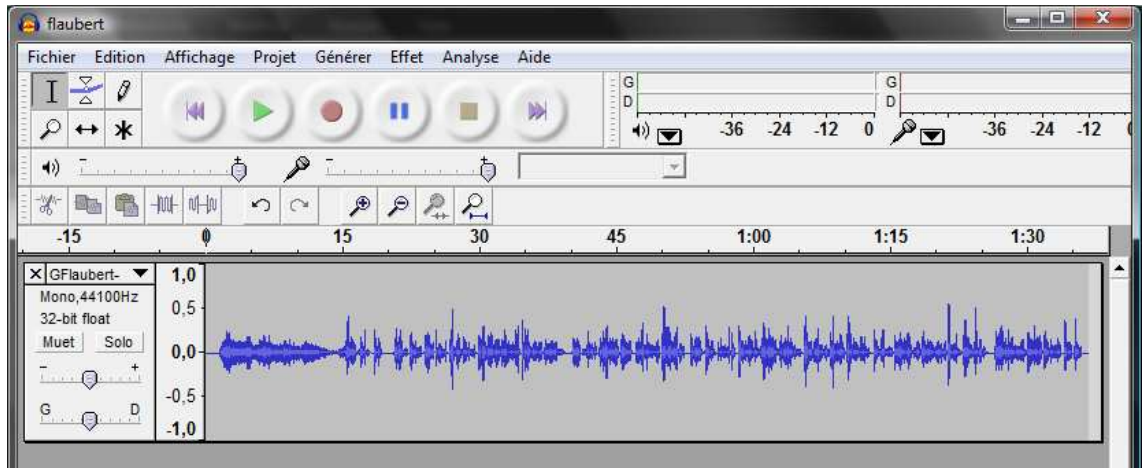 flaubert
Fichier Edition Affichage Projet Générer Effet Analyse Aide
G
D
-36 -24 -12 0
G
D
-36 -24 -12 0
- +
- +
-15 0 15 30 45 1:00 1:15 1:30
X GFlaubert-
Mono,44100Hz
32-bit float
Muet Solo
- +
G D
1,0
0,5
0,0
-0,5
-1,0